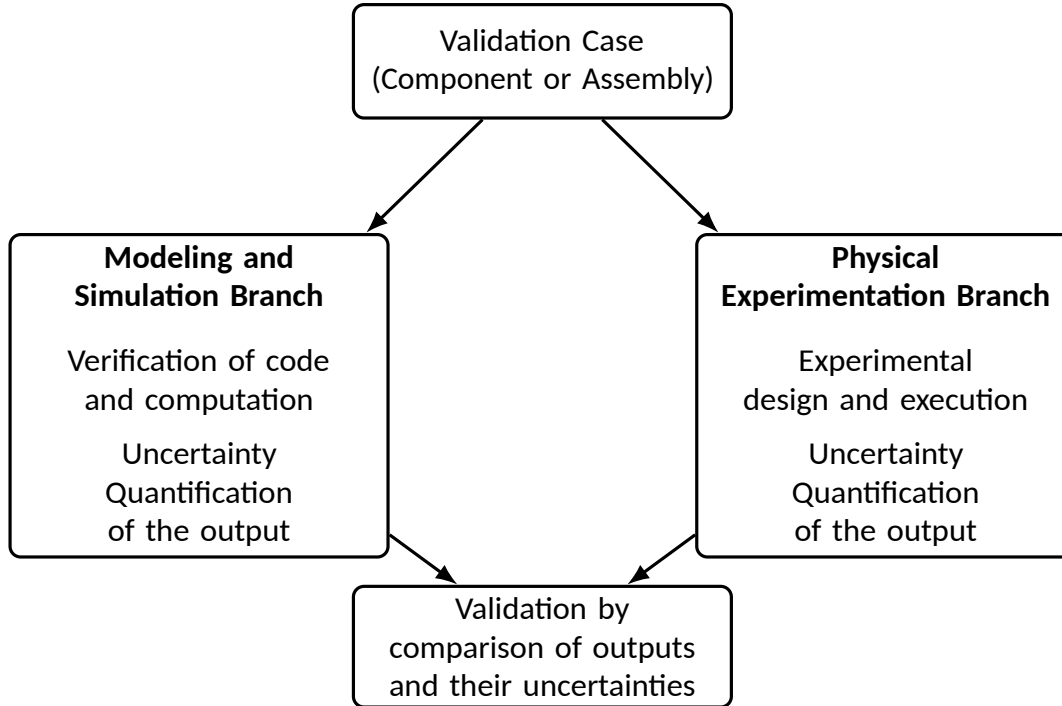 Validation Case
(Component or Assembly)
Modeling and
Simulation Branch
Verification of code
and computation
Uncertainty
Quantification
of the output
Physical
Experimentation Branch
Experimental
design and execution
Uncertainty
Quantification
of the output
Validation by
comparison of outputs
and their uncertainties